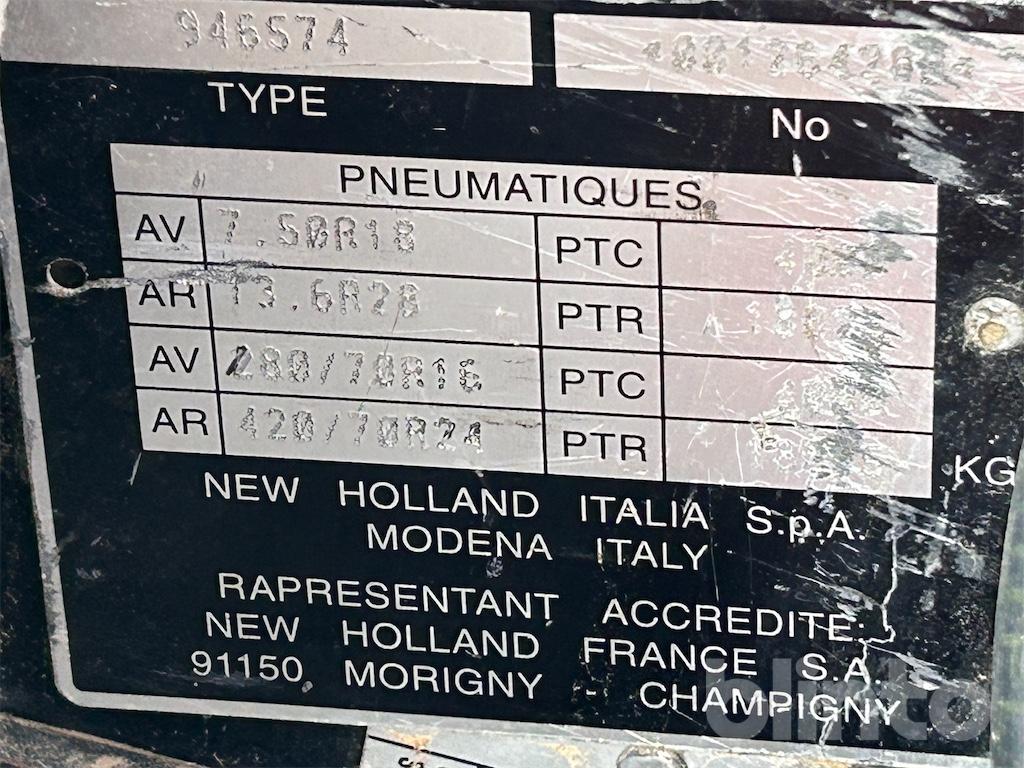 946574
TYPE
No
PNEUMATIQUES
AV 7.50R18 PTC
AR 13.6R28 PTR
AV 280/70R16 PTC
AR 420/70R24 PTR
KG
NEW HOLLAND ITALIA S.p.A.
MODENA ITALY
RAPRESENTANT ACCREDITE:
NEW HOLLAND FRANCE S.A.
91150 MORIGNY - CHAMPIGNY
blinto